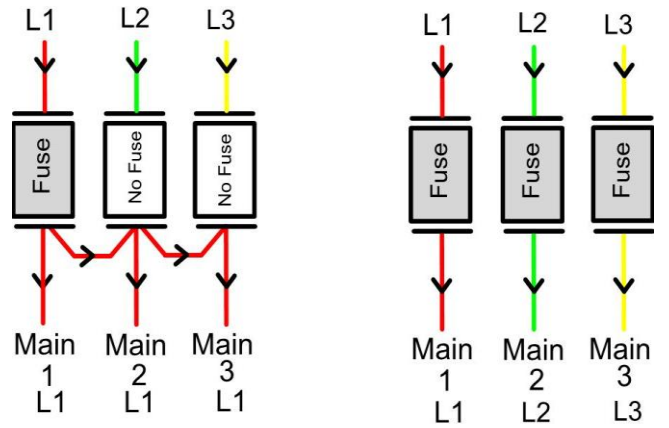 L1 L2 L3 L1 L2 L3
Fuse No Fuse No Fuse Fuse Fuse Fuse
Main Main Main Main Main Main
1 2 3 1 2 3
L1 L1 L1 L1 L2 L3